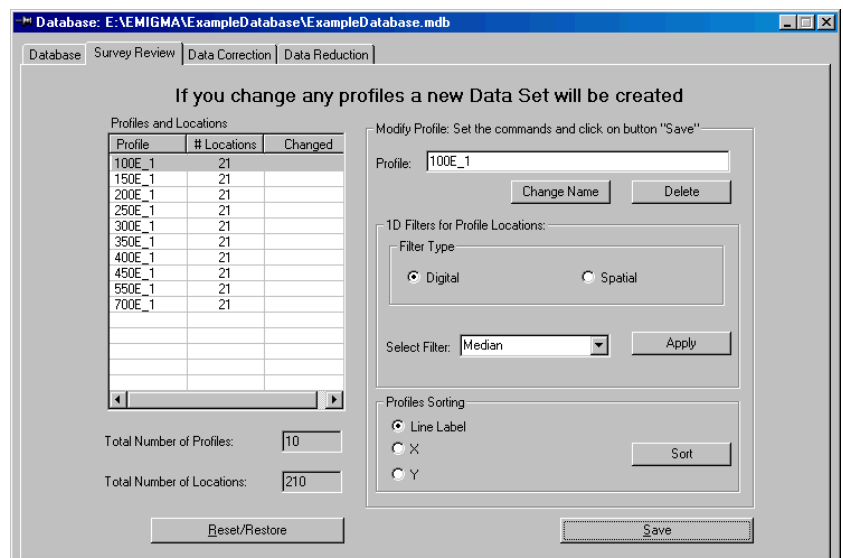 Database: E:\EMIGMA\ExampleDatabase\ExampleDatabase.mdb
Database Survey Review Data Correction Data Reduction
If you change any profiles a new Data Set will be created
Profiles and Locations
Profile # Locations Changed
100E_1 21
150E_1 21
200E_1 21
250E_1 21
300E_1 21
350E_1 21
400E_1 21
450E_1 21
550E_1 21
700E_1 21
Total Number of Profiles: 10
Total Number of Locations: 210
Reset/Restore
Modify Profile: Set the commands and click on button "Save"
Profile: 100E_1
Change Name Delete
1D Filters for Profile Locations:
Filter Type
Digital Spatial
Select Filter: Median Apply
Profiles Sorting
Line Label
X
Y
Sort
Save